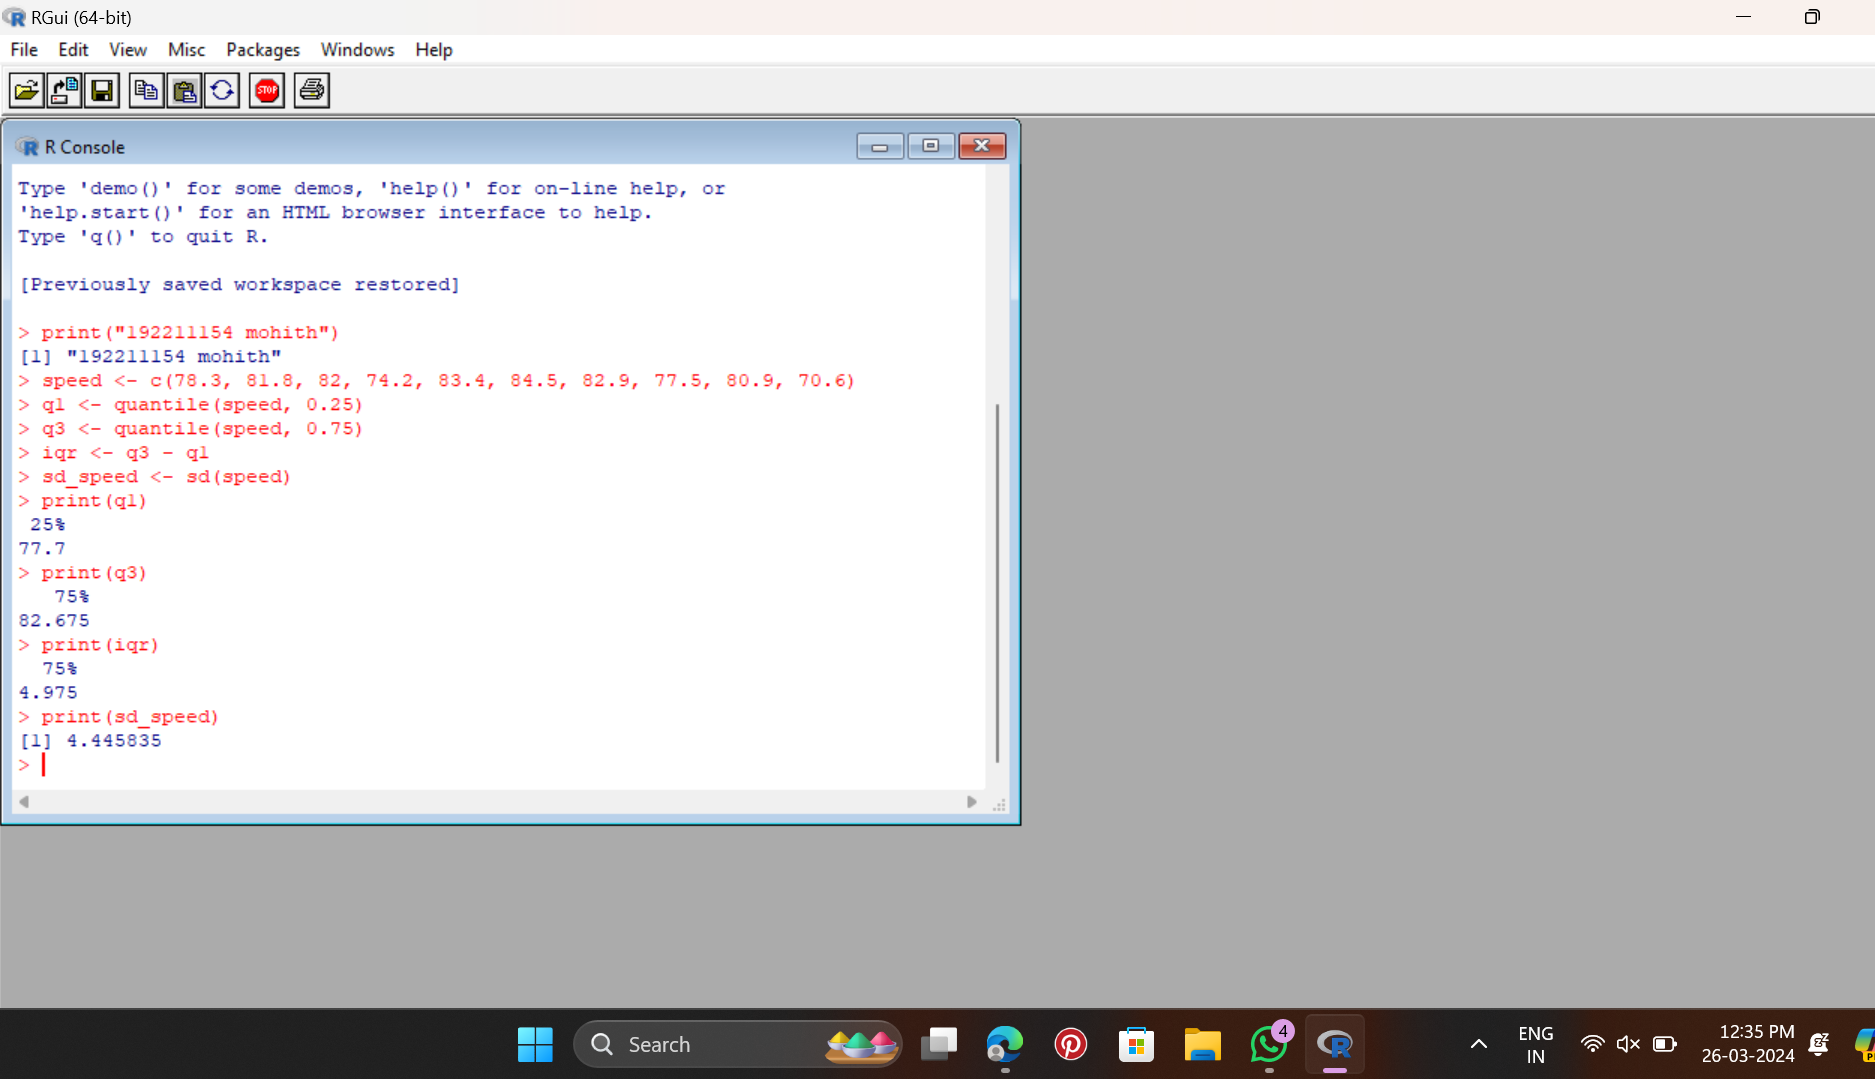 RGui (64-bit)
File Edit View Misc Packages Windows Help
STOP
R Console
Type 'demo()' for some demos, 'help()' for on-line help, or
'help.start()' for an HTML browser interface to help.
Type 'q()' to quit R.
[Previously saved workspace restored]
> print("192211154 mohith")
[1] "192211154 mohith"
> speed <- c(78.3, 81.8, 82, 74.2, 83.4, 84.5, 82.9, 77.5, 80.9, 70.6)
> q1 <- quantile(speed, 0.25)
> q3 <- quantile(speed, 0.75)
> iqr <- q3 - q1
> sd_speed <- sd(speed)
> print(q1)
25%
77.7
> print(q3)
75%
82.675
> print(iqr)
75%
4.975
> print(sd_speed)
[1] 4.445835
>
Search
4
ENG
IN
12:35 PM
26-03-2024